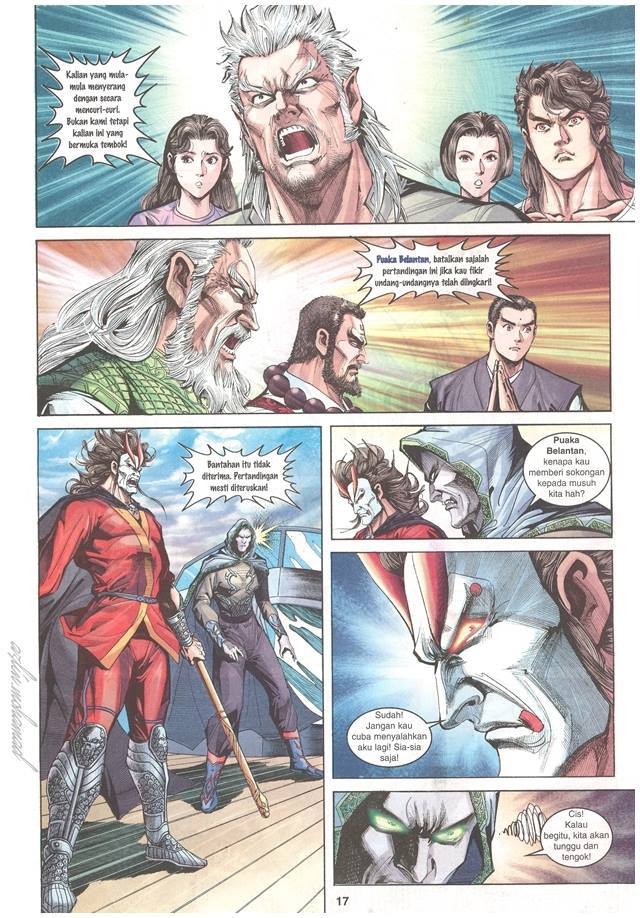 Kalian yang mula-
mula menyerang
dengan secara
mencuri-curi.
Bukan kami tetapi
kalian ini yang
bermuka tembok!
Puaka Belantan, batalkan sajalah
pertandingan ini jika kau fikir
undang-undangnya telah diingkari!
Bantahan itu tidak
diterima. Pertandingan
mesti diteruskan!
Puaka
Belantan,
kenapa kau
memberi sokongan
kepada musuh
kita hah?
Sudah!
Jangan kau
cuba menyalahkan
aku lagi! Sia-sia
saja!
Cis!
Kalau
begitu, kita akan
tunggu dan
tengok!
17